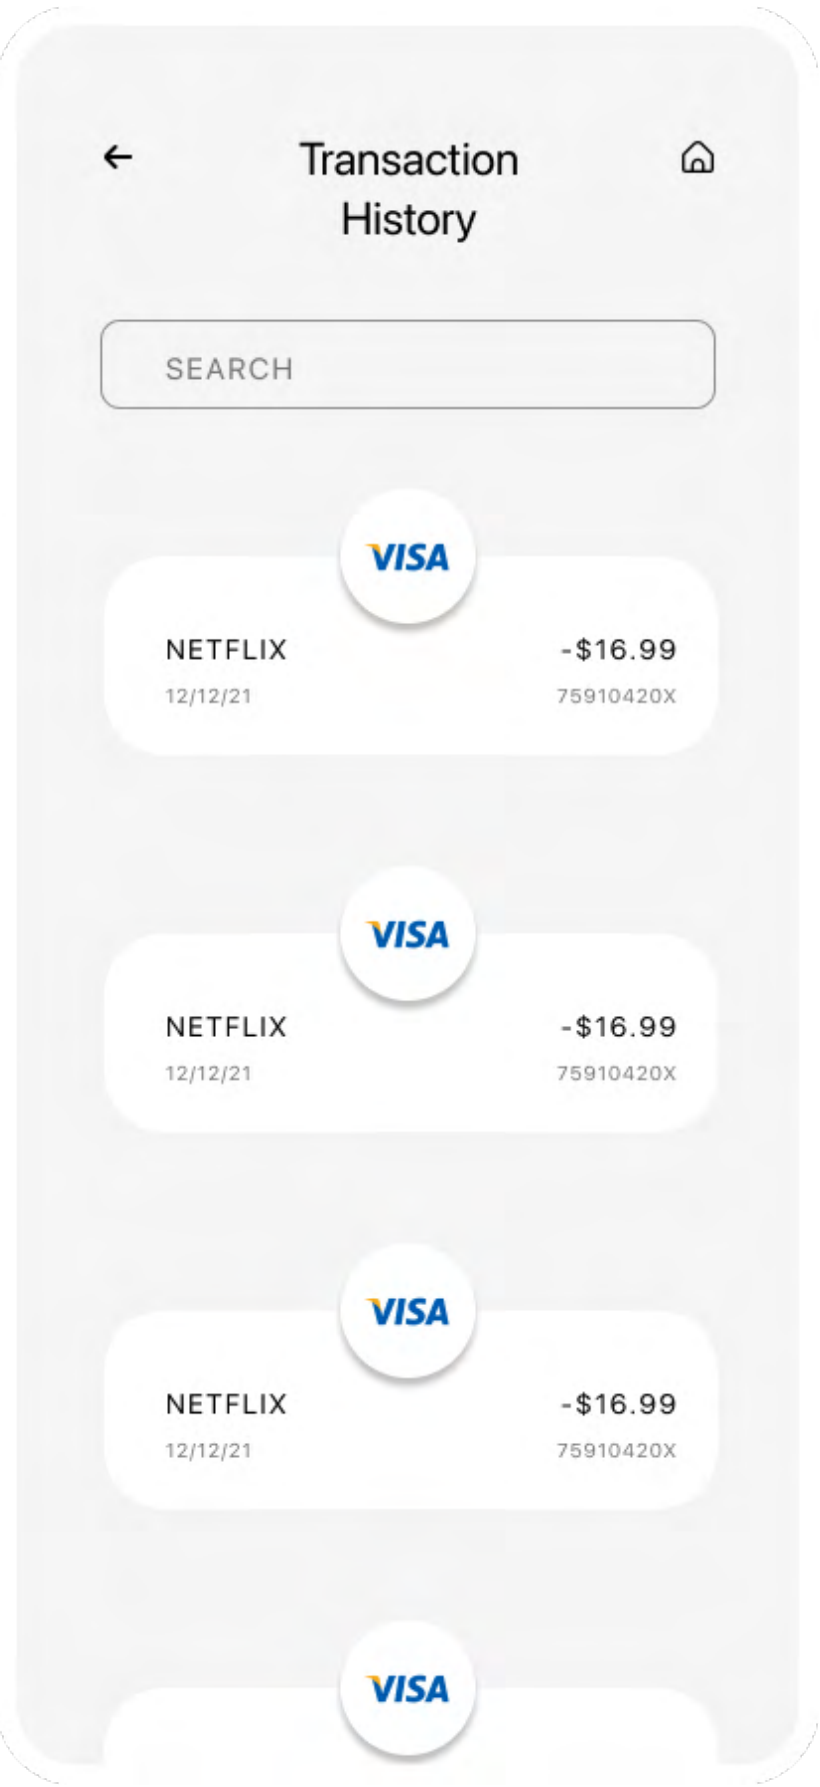 Transaction
History
SEARCH
VISA
NETFLIX -$16.99
12/12/21 75910420X
VISA
NETFLIX -$16.99
12/12/21 75910420X
VISA
NETFLIX -$16.99
12/12/21 75910420X
VISA